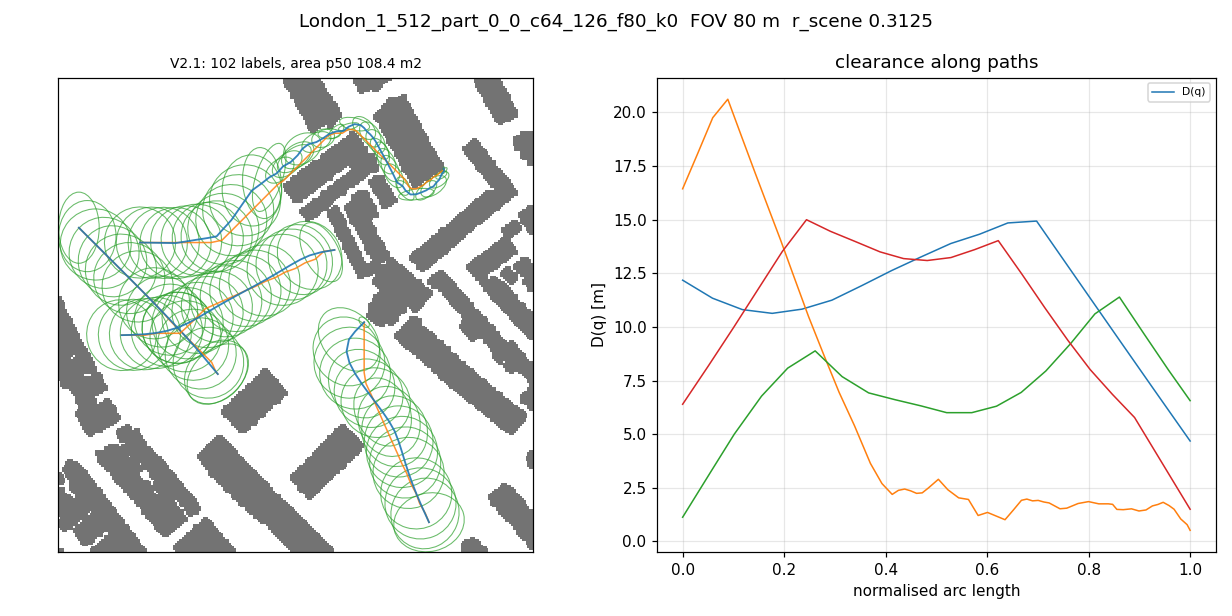 London_1_512_part_0_0_c64_126_f80_k0  FOV 80 m  r_scene 0.3125
V2.1: 102 labels, area p50 108.4 m2
clearance along paths
D(q)
20.0
17.5
15.0
12.5
10.0
7.5
5.0
2.5
0.0
D(q) [m]
0.0 0.2 0.4 0.6 0.8 1.0
normalised arc length